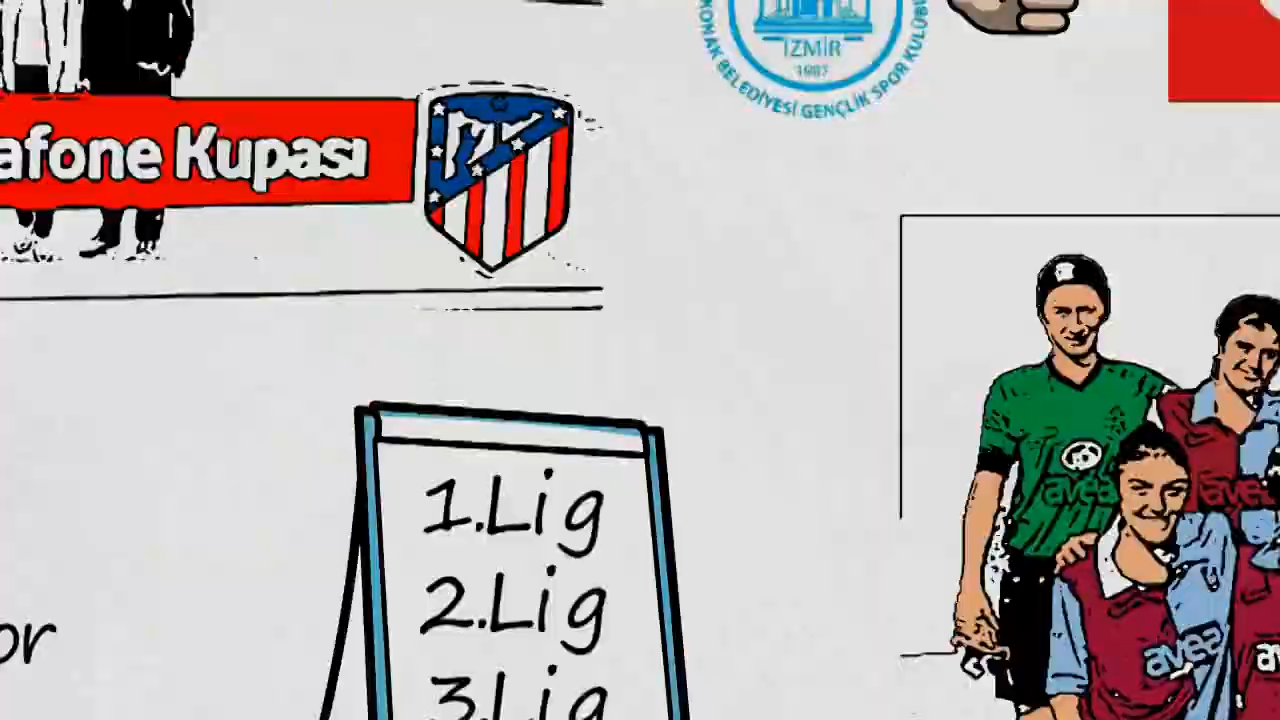 KONAK BELEDİYESİ GENÇLİK SPOR KULÜBÜ
İZMİR
1987
afone Kupası
1.Lig
2.Lig
3.Lig
or
avea
avea
avea